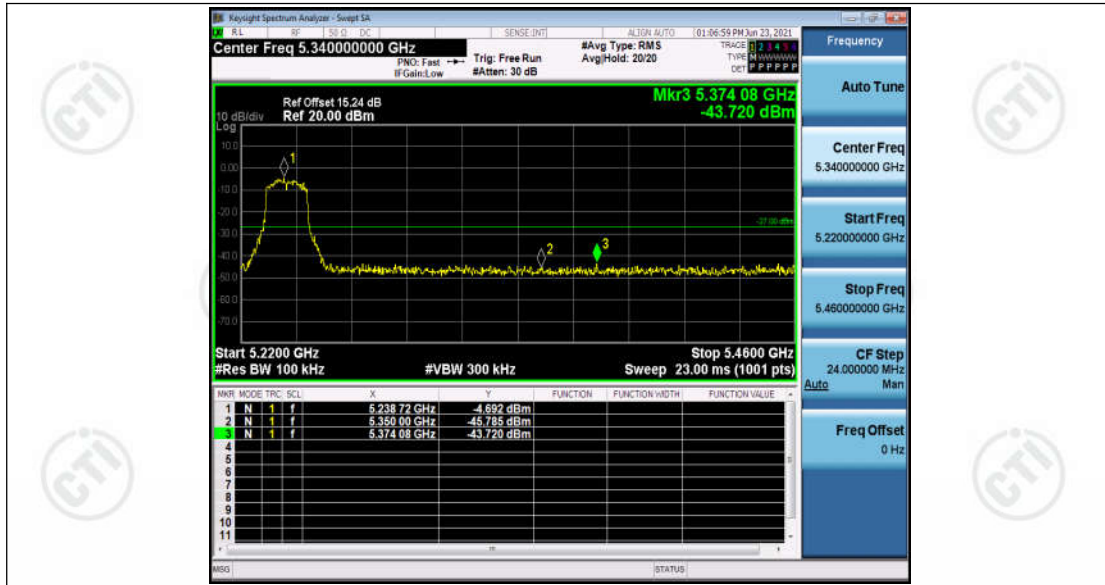 Keysight Spectrum Analyzer - Swept SA
RL RF 50 Ω DC SENSE:INT ALIGN AUTO 01:06:59 PM Jun 23, 2021
Center Freq 5.340000000 GHz
PNO: Fast
IFGain:Low
Trig: Free Run
#Atten: 30 dB
#Avg Type: RMS
Avg|Hold: 20/20
TRACE 1 2 3 4 5 6
TYPE M WWWWW
DET P P P P P P
Ref Offset 15.24 dB
10 dB/div Ref 20.00 dBm
Log
Mkr3 5.374 08 GHz
-43.720 dBm
10.0
0.00
-10.0
-20.0
-30.0
-40.0
-50.0
-60.0
-70.0
1
2
3
-27.00 dBm
Start 5.2200 GHz Stop 5.4600 GHz
#Res BW 100 kHz #VBW 300 kHz Sweep 23.00 ms (1001 pts)
MKR MODE TRC SCL X Y FUNCTION FUNCTION WIDTH FUNCTION VALUE
1 N 1 f 5.238 72 GHz -4.692 dBm
2 N 1 f 5.350 00 GHz -45.785 dBm
3 N 1 f 5.374 08 GHz -43.720 dBm
4
5
6
7
8
9
10
11
MSG STATUS
Frequency
Auto Tune
Center Freq
5.340000000 GHz
Start Freq
5.220000000 GHz
Stop Freq
5.460000000 GHz
CF Step
24.000000 MHz
Auto Man
Freq Offset
0 Hz
CTI
CTI
CTI
CTI